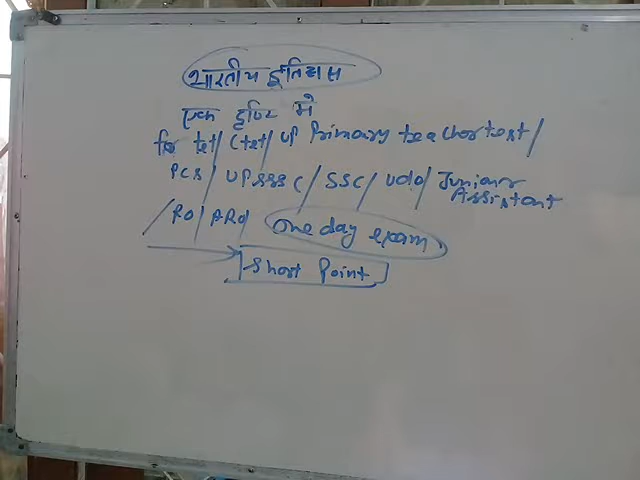 भारतीय इतिहास
एक दृष्टि में
for tet/ Ctet/ UP Primary teacher test/
PCS/ UPSSSC/ SSC/ VDO/ Junior Assistant
/RO/ ARO/ one day exam
Short Point